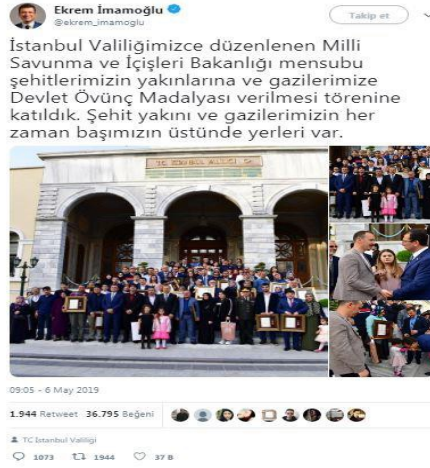 Ekrem İmamoğlu
@ekrem_imamoglu
Takip et
İstanbul Valiliğimizce düzenlenen Milli
Savunma ve İçişleri Bakanlığı mensubu
şehitlerimizin yakınlarına ve gazilerimize
Devlet Övünç Madalyası verilmesi törenine
katıldık. Şehit yakını ve gazilerimizin her
zaman başımızın üstünde yerleri var.
T.C. İSTANBUL VALİLİĞİ
09:05 - 6 May 2019
1.944 Retweet 36.795 Beğeni
TC İstanbul Valiliği
1073 1944 37 B